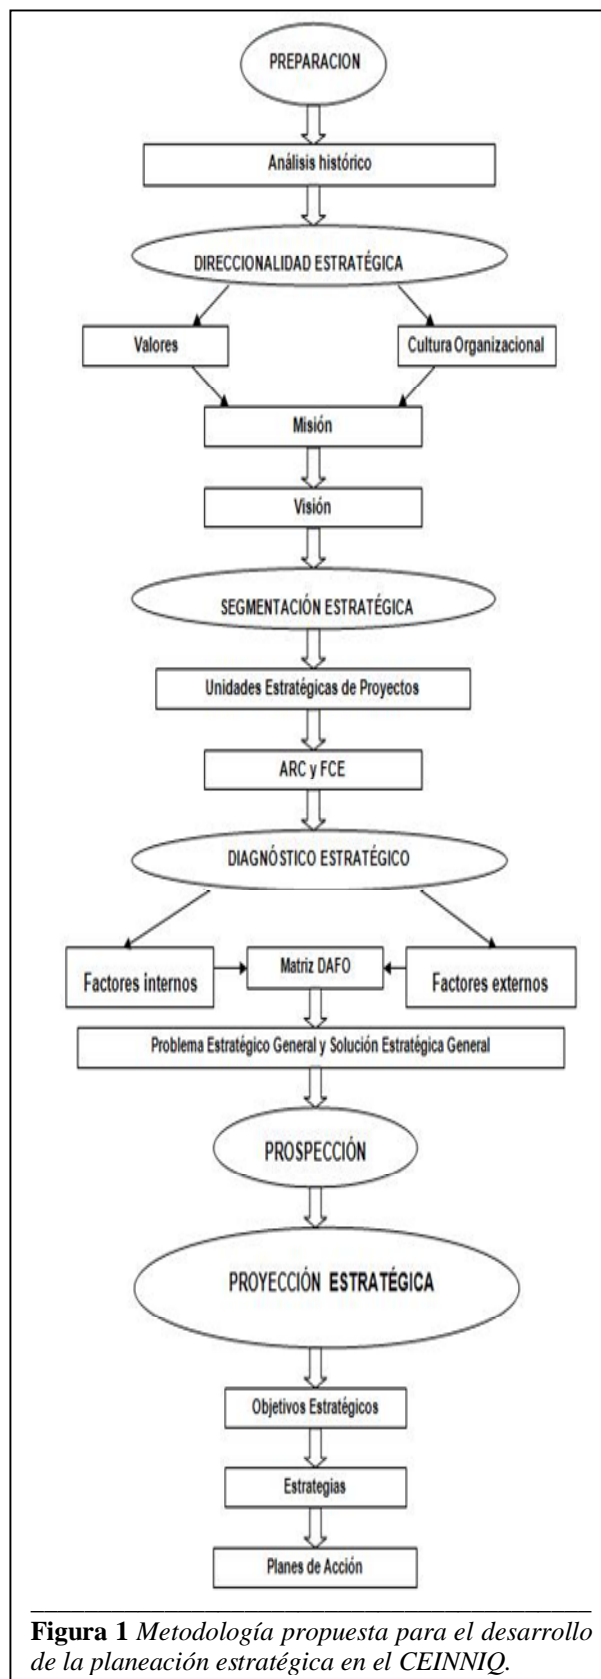 PREPARACION
Análisis histórico
DIRECCIONALIDAD ESTRATÉGICA
Valores
Cultura Organizacional
Misión
Visión
SEGMENTACIÓN ESTRATÉGICA
Unidades Estratégicas de Proyectos
ARC y FCE
DIAGNÓSTICO ESTRATÉGICO
Factores internos
Matriz DAFO
Factores externos
Problema Estratégico General y Solución Estratégica General
PROSPECCIÓN
PROYECCIÓN ESTRATÉGICA
Objetivos Estratégicos
Estrategias
Planes de Acción
Figura 1 Metodología propuesta para el desarrollo
de la planeación estratégica en el CEINNIQ.